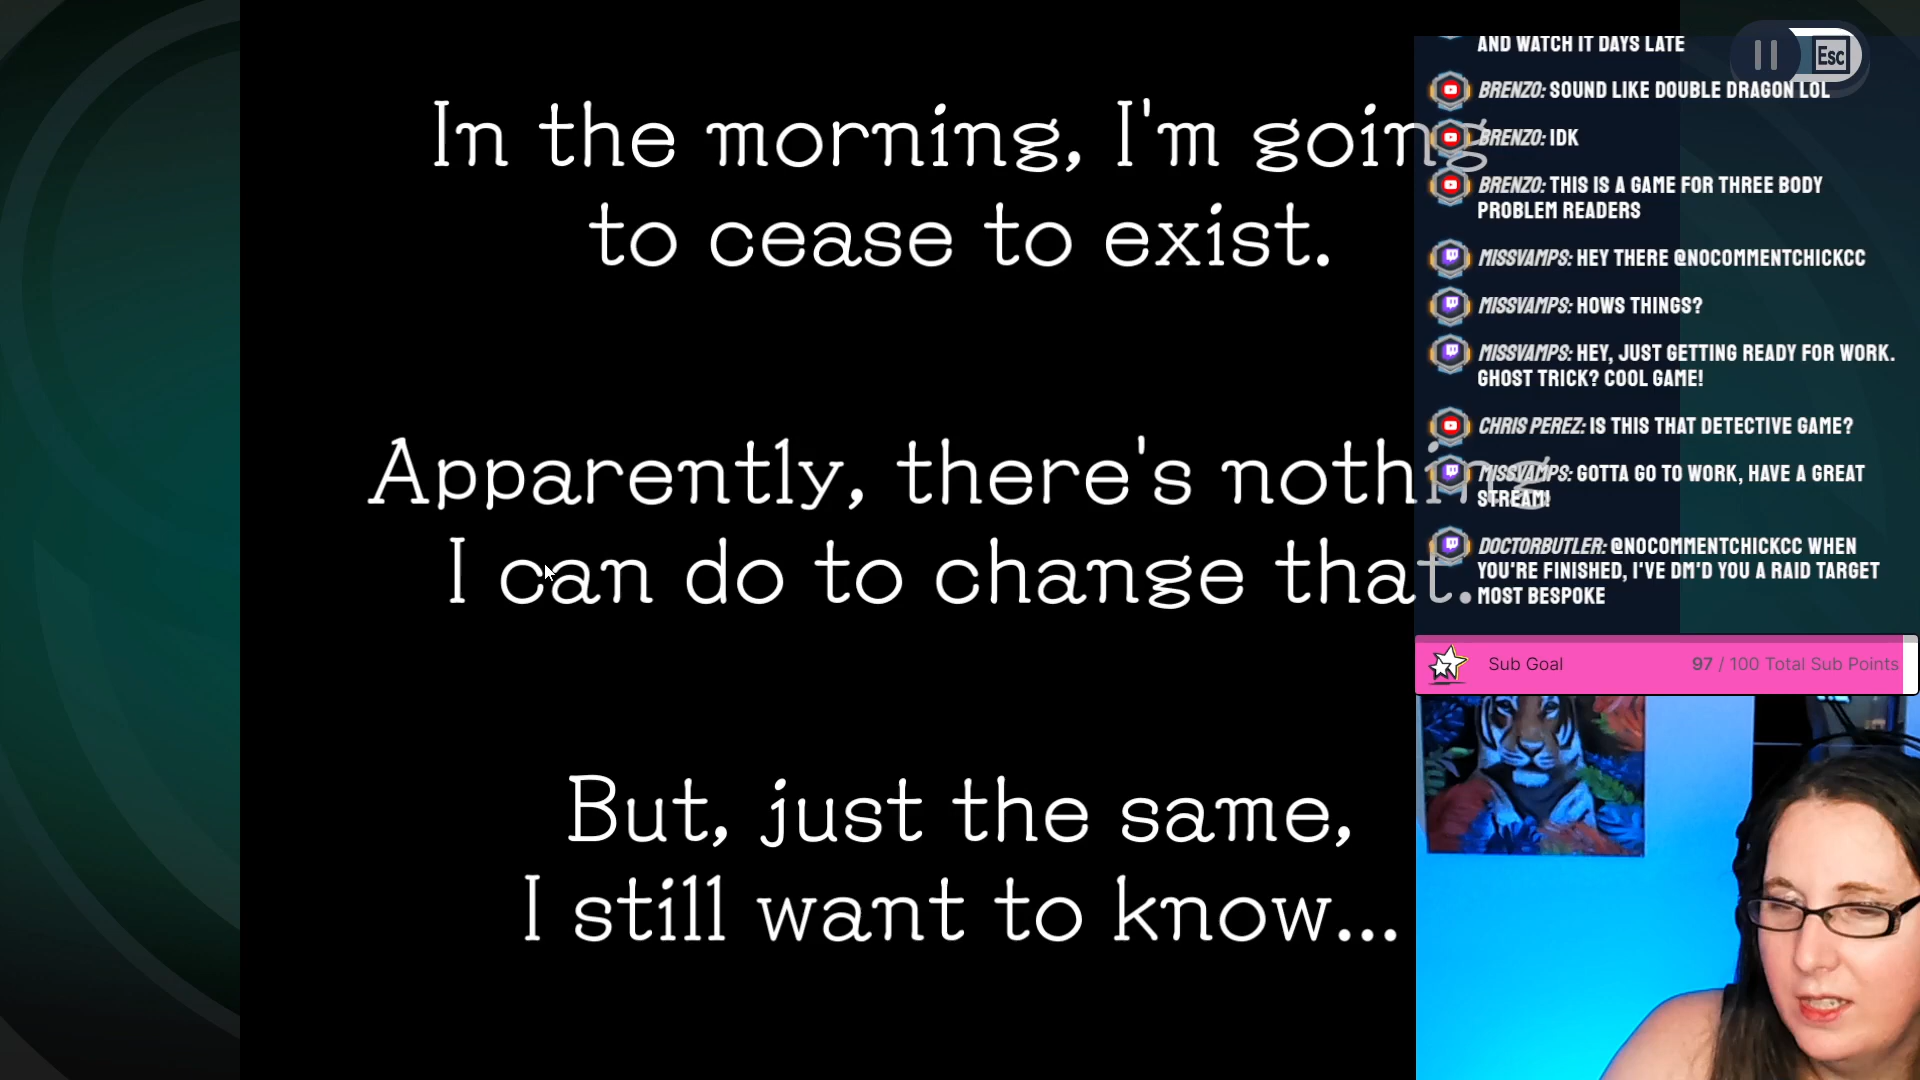 In the morning, I'm going
to cease to exist.
Apparently, there's nothing
I can do to change that.
But, just the same,
I still want to know...
Esc
AND WATCH IT DAYS LATE
BRENZO: SOUND LIKE DOUBLE DRAGON LOL
BRENZO: IDK
BRENZO: THIS IS A GAME FOR THREE BODY
PROBLEM READERS
MISSVAMPS: HEY THERE @NOCOMMENTCHICKCC
MISSVAMPS: HOWS THINGS?
MISSVAMPS: HEY, JUST GETTING READY FOR WORK.
GHOST TRICK? COOL GAME!
CHRIS PEREZ: IS THIS THAT DETECTIVE GAME?
MISSVAMPS: GOTTA GO TO WORK, HAVE A GREAT
STREAM!
DOCTORBUTLER: @NOCOMMENTCHICKCC WHEN
YOU'RE FINISHED, I'VE DM'D YOU A RAID TARGET
MOST BESPOKE
Sub Goal 97 / 100 Total Sub Points